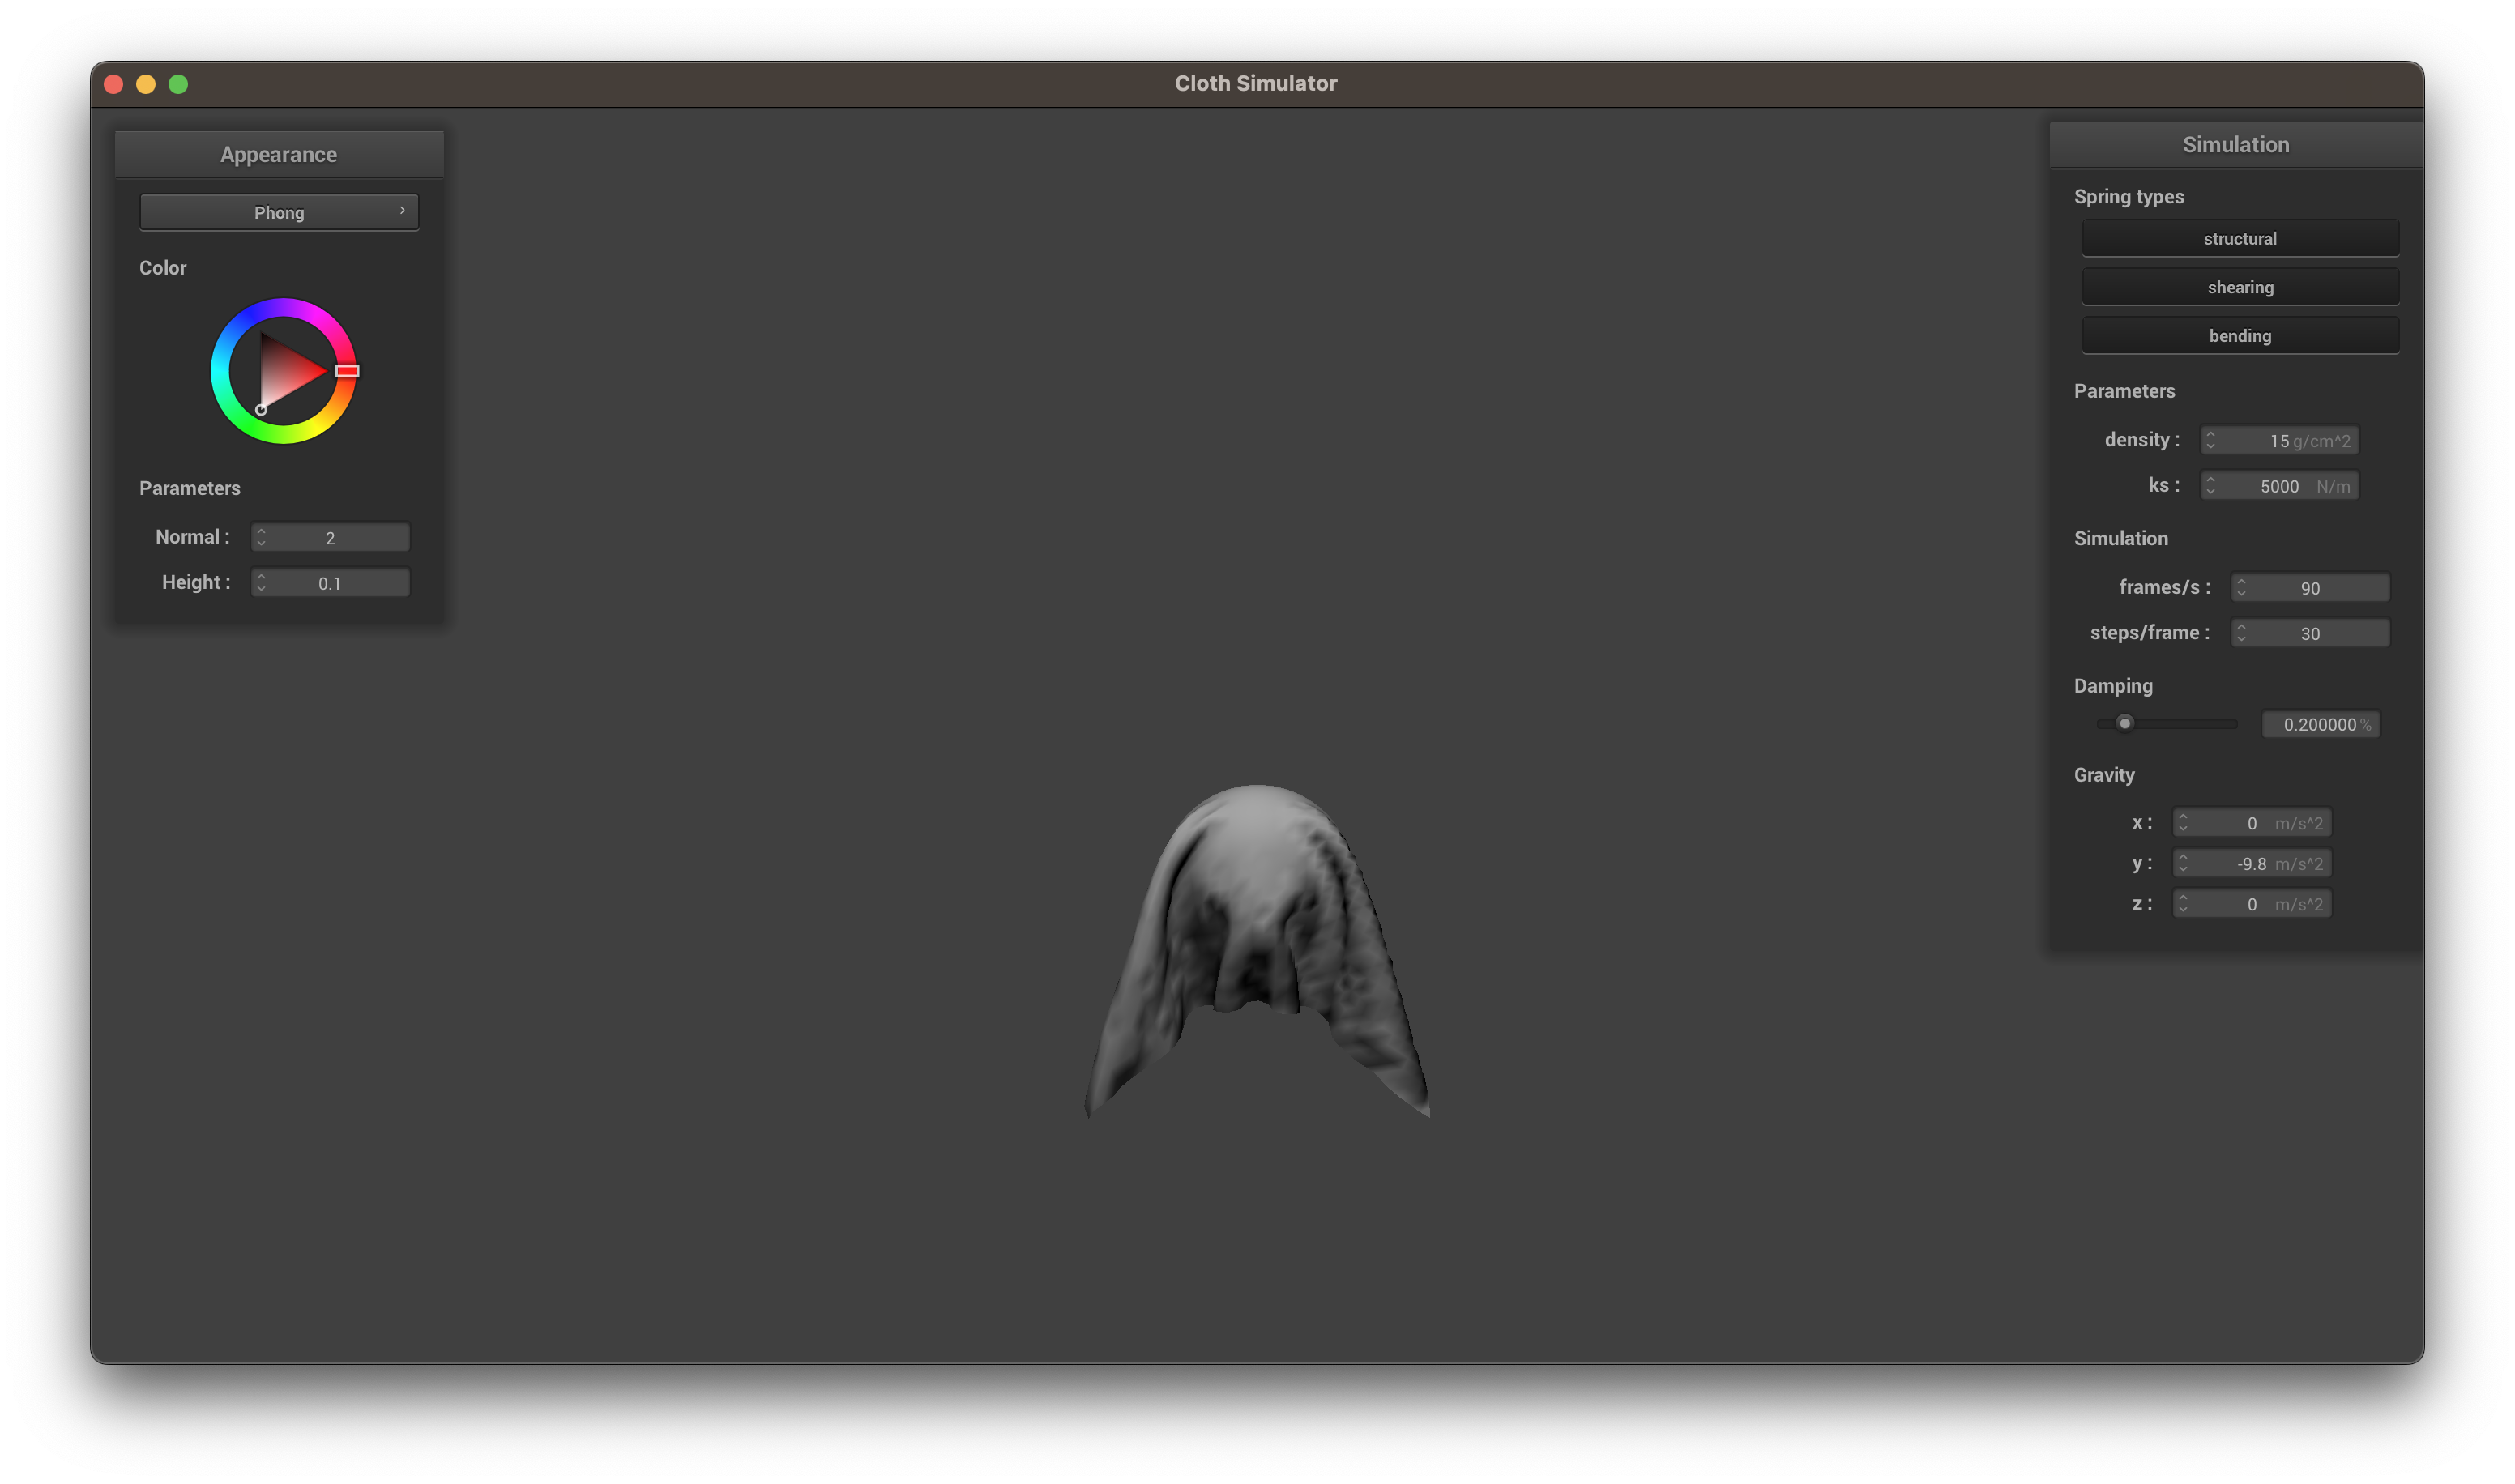 Cloth Simulator
Appearance
Phong
Color
Parameters
Normal : 2
Height : 0.1
Simulation
Spring types
structural
shearing
bending
Parameters
density : 15 g/cm^2
ks : 5000 N/m
Simulation
frames/s : 90
steps/frame : 30
Damping
0.200000 %
Gravity
x : 0 m/s^2
y : -9.8 m/s^2
z : 0 m/s^2